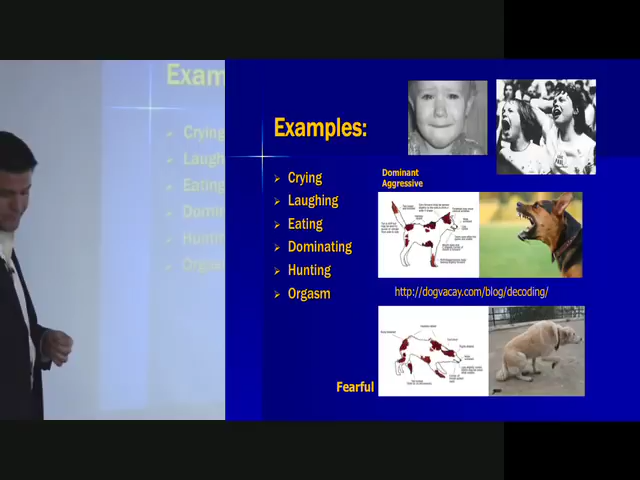 Exam
Crying
Laugh
Eating
Domin
Hunti
Orgas
Examples:
Crying
Laughing
Eating
Dominating
Hunting
Orgasm
Dominant
Aggressive
http://dogvacay.com/blog/decoding/
Fearful